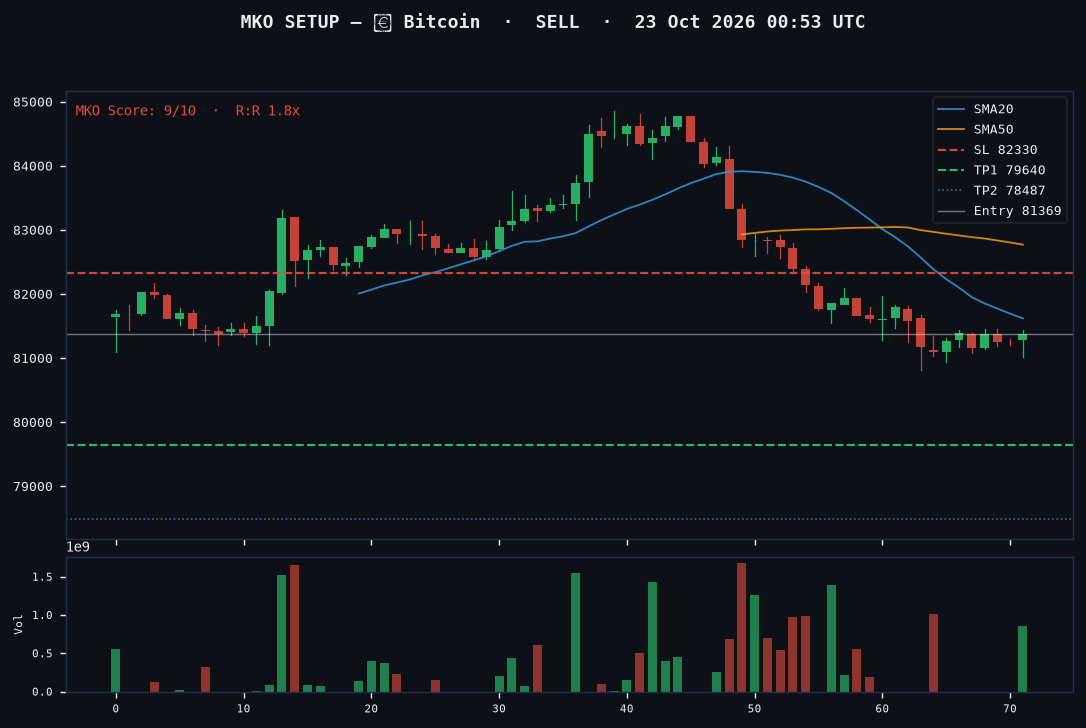 MKO SETUP — Bitcoin · SELL · 23 Oct 2026 00:53 UTC
MKO Score: 9/10 · R:R 1.8x
SMA20
SMA50
SL 82330
TP1 79640
TP2 78487
Entry 81369
85000
84000
83000
82000
81000
80000
79000
1e9
Vol
1.5
1.0
0.5
0.0
0 10 20 30 40 50 60 70